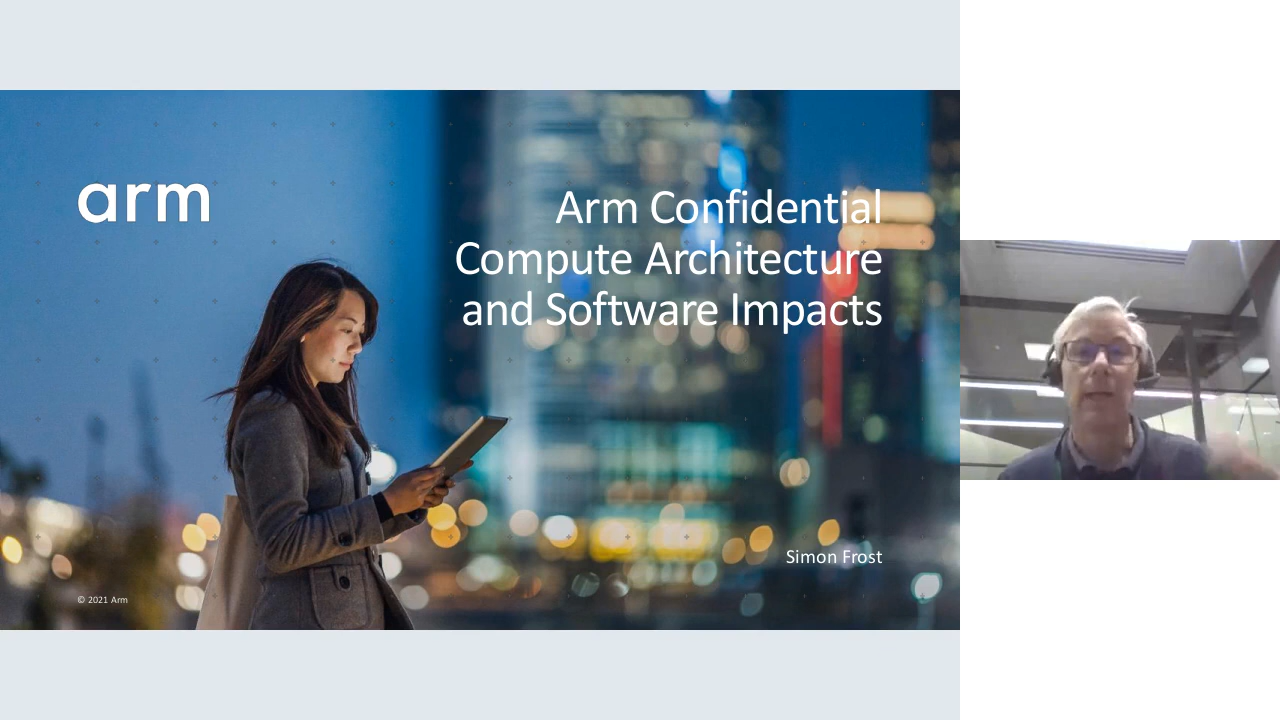 arm
Arm Confidential
Compute Architecture
and Software Impacts
Simon Frost
© 2021 Arm